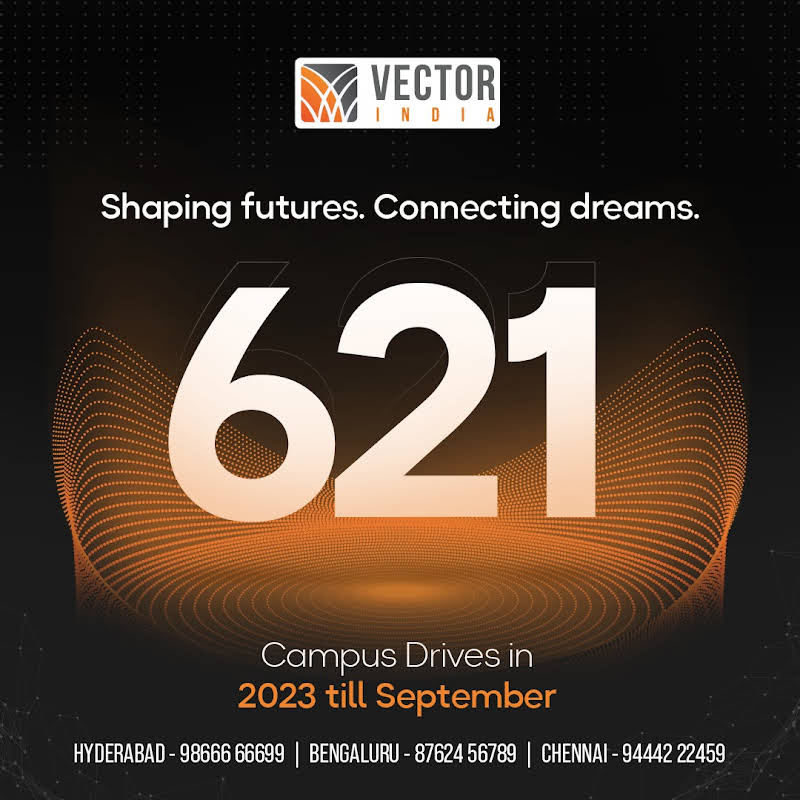 VECTOR
INDIA
Shaping futures. Connecting dreams.
621
Campus Drives in
2023 till September
HYDERABAD - 98666 66699 | BENGALURU - 87624 56789 | CHENNAI - 94442 22459